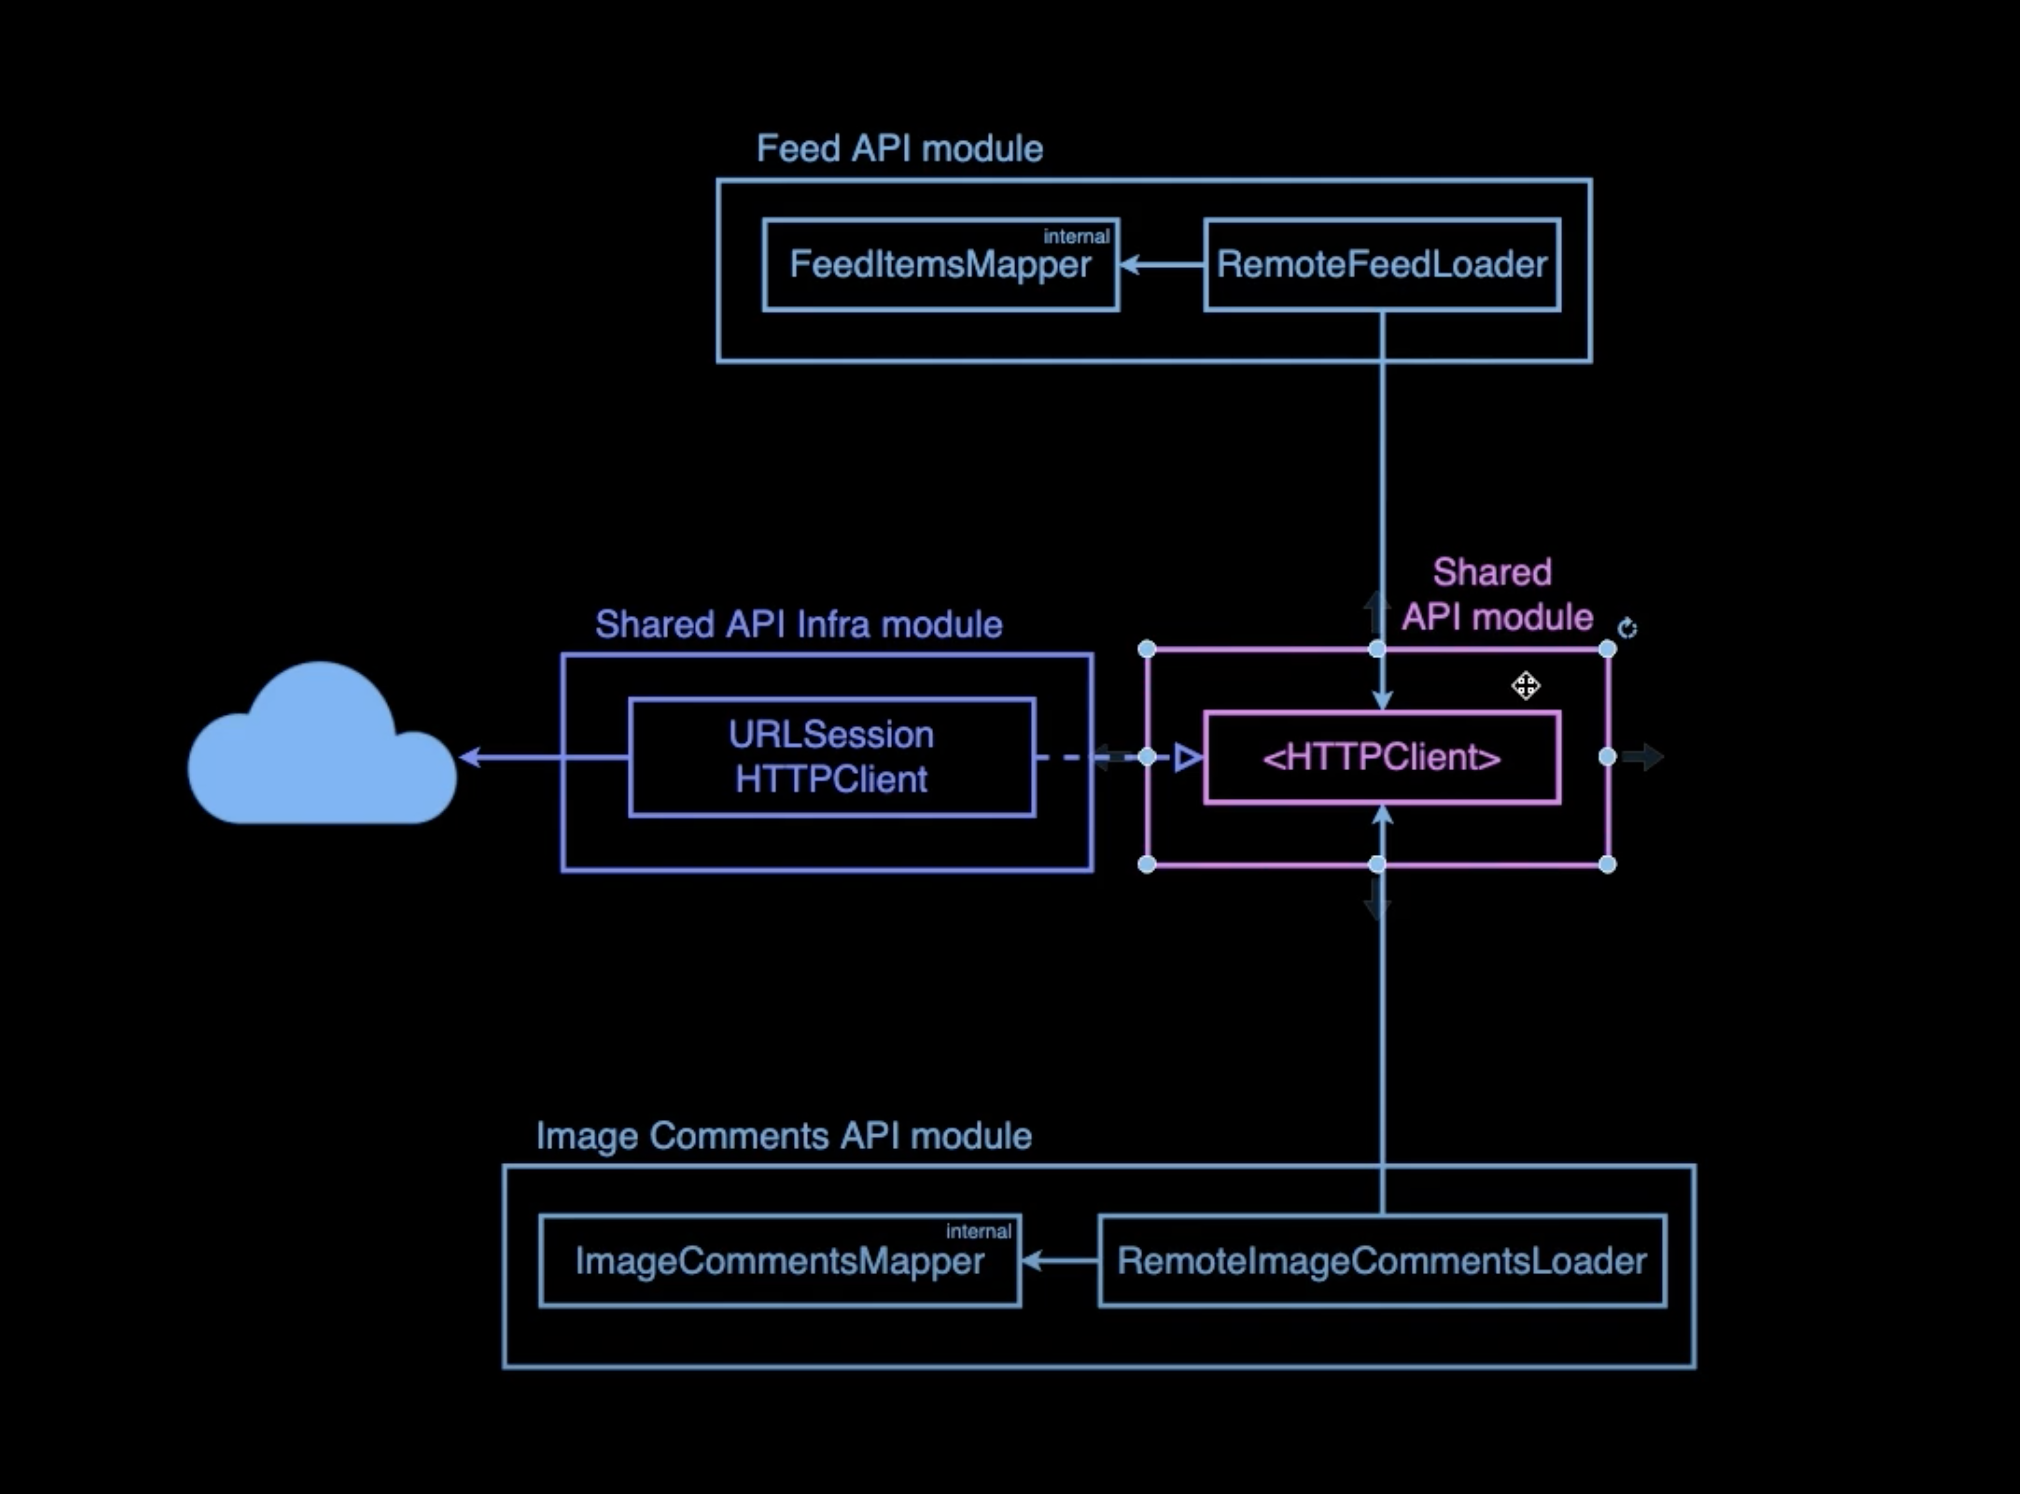 Feed API module
internal
FeedItemsMapper
RemoteFeedLoader
Shared
API module
Shared API Infra module
URLSession
HTTPClient
<HTTPClient>
Image Comments API module
internal
ImageCommentsMapper
RemoteImageCommentsLoader